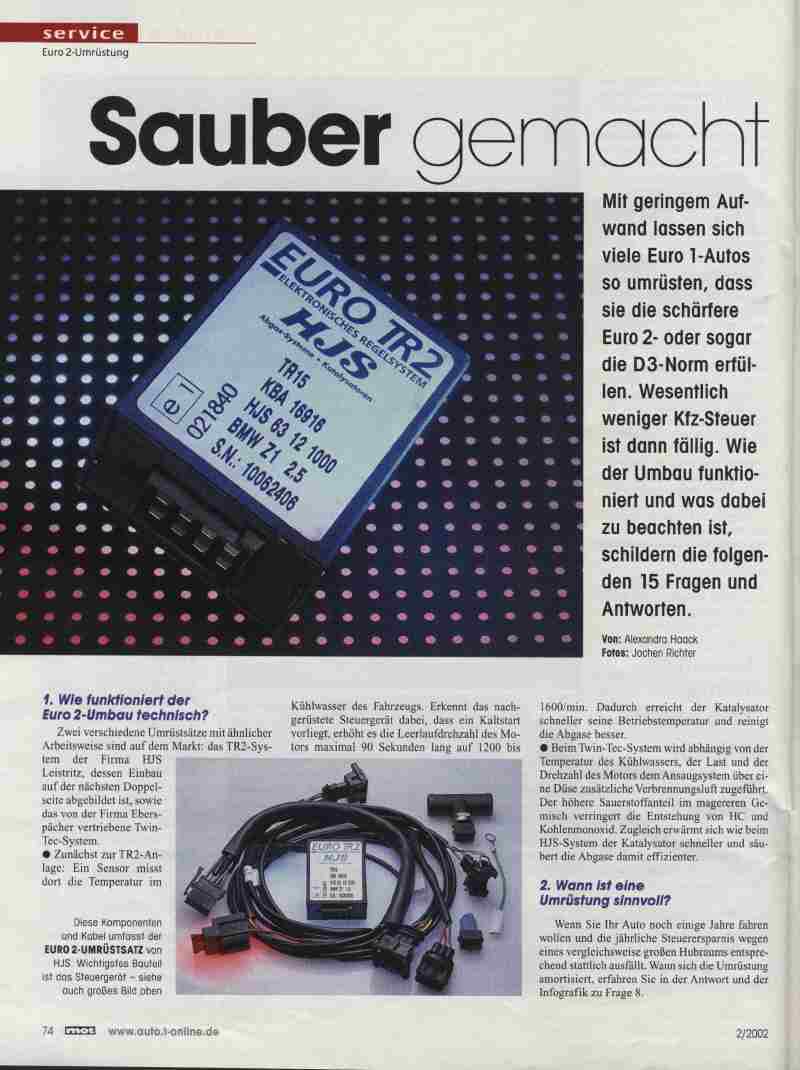 service
Euro 2-Umrüstung
Sauber gemacht
EURO TR2
ELEKTRONISCHES REGELSYSTEM
HJS
Abgas-Systeme • Katalysatoren
TR15
KBA 16916
HJS 63 12 1000
BMW Z1 2.5
S.N.: 10062406
e1
021840
Mit geringem Auf-
wand lassen sich
viele Euro 1-Autos
so umrüsten, dass
sie die schärfere
Euro 2- oder sogar
die D3-Norm erfül-
len. Wesentlich
weniger Kfz-Steuer
ist dann fällig. Wie
der Umbau funktio-
niert und was dabei
zu beachten ist,
schildern die folgen-
den 15 Fragen und
Antworten.
Von: Alexandra Haack
Fotos: Jochen Richter
1. Wie funktioniert der
Euro 2-Umbau technisch?
Zwei verschiedene Umrüstsätze mit ähnlicher
Arbeitsweise sind auf dem Markt: das TR2-Sys-
tem der Firma HJS
Leistritz, dessen Einbau
auf der nächsten Doppel-
seite abgebildet ist, sowie
das von der Firma Ebers-
pächer vertriebene Twin-
Tec-System.
● Zunächst zur TR2-An-
lage: Ein Sensor misst
dort die Temperatur im
Kühlwasser des Fahrzeugs. Erkennt das nach-
gerüstete Steuergerät dabei, dass ein Kaltstart
vorliegt, erhöht es die Leerlaufdrehzahl des Mo-
tors maximal 90 Sekunden lang auf 1200 bis
1600/min. Dadurch erreicht der Katalysator
schneller seine Betriebstemperatur und reinigt
die Abgase besser.
● Beim Twin-Tec-System wird abhängig von der
Temperatur des Kühlwassers, der Last und der
Drehzahl des Motors dem Ansaugsystem über ei-
ne Düse zusätzliche Verbrennungsluft zugeführt.
Der höhere Sauerstoffanteil im magereren Ge-
misch verringert die Entstehung von HC und
Kohlenmonoxid. Zugleich erwärmt sich wie beim
HJS-System der Katalysator schneller und säu-
bert die Abgase damit effizienter.
2. Wann ist eine
Umrüstung sinnvoll?
Wenn Sie Ihr Auto noch einige Jahre fahren
wollen und die jährliche Steuerersparnis wegen
eines vergleichsweise großen Hubraums entspre-
chend stattlich ausfällt. Wann sich die Umrüstung
amortisiert, erfahren Sie in der Antwort und der
Infografik zu Frage 8.
EURO TR2
HJS
Diese Komponenten
und Kabel umfasst der
EURO 2-UMRÜSTSATZ von
HJS. Wichtigstes Bauteil
ist das Steuergerät – siehe
auch großes Bild oben
74 mot www.auto.t-online.de
2/2002